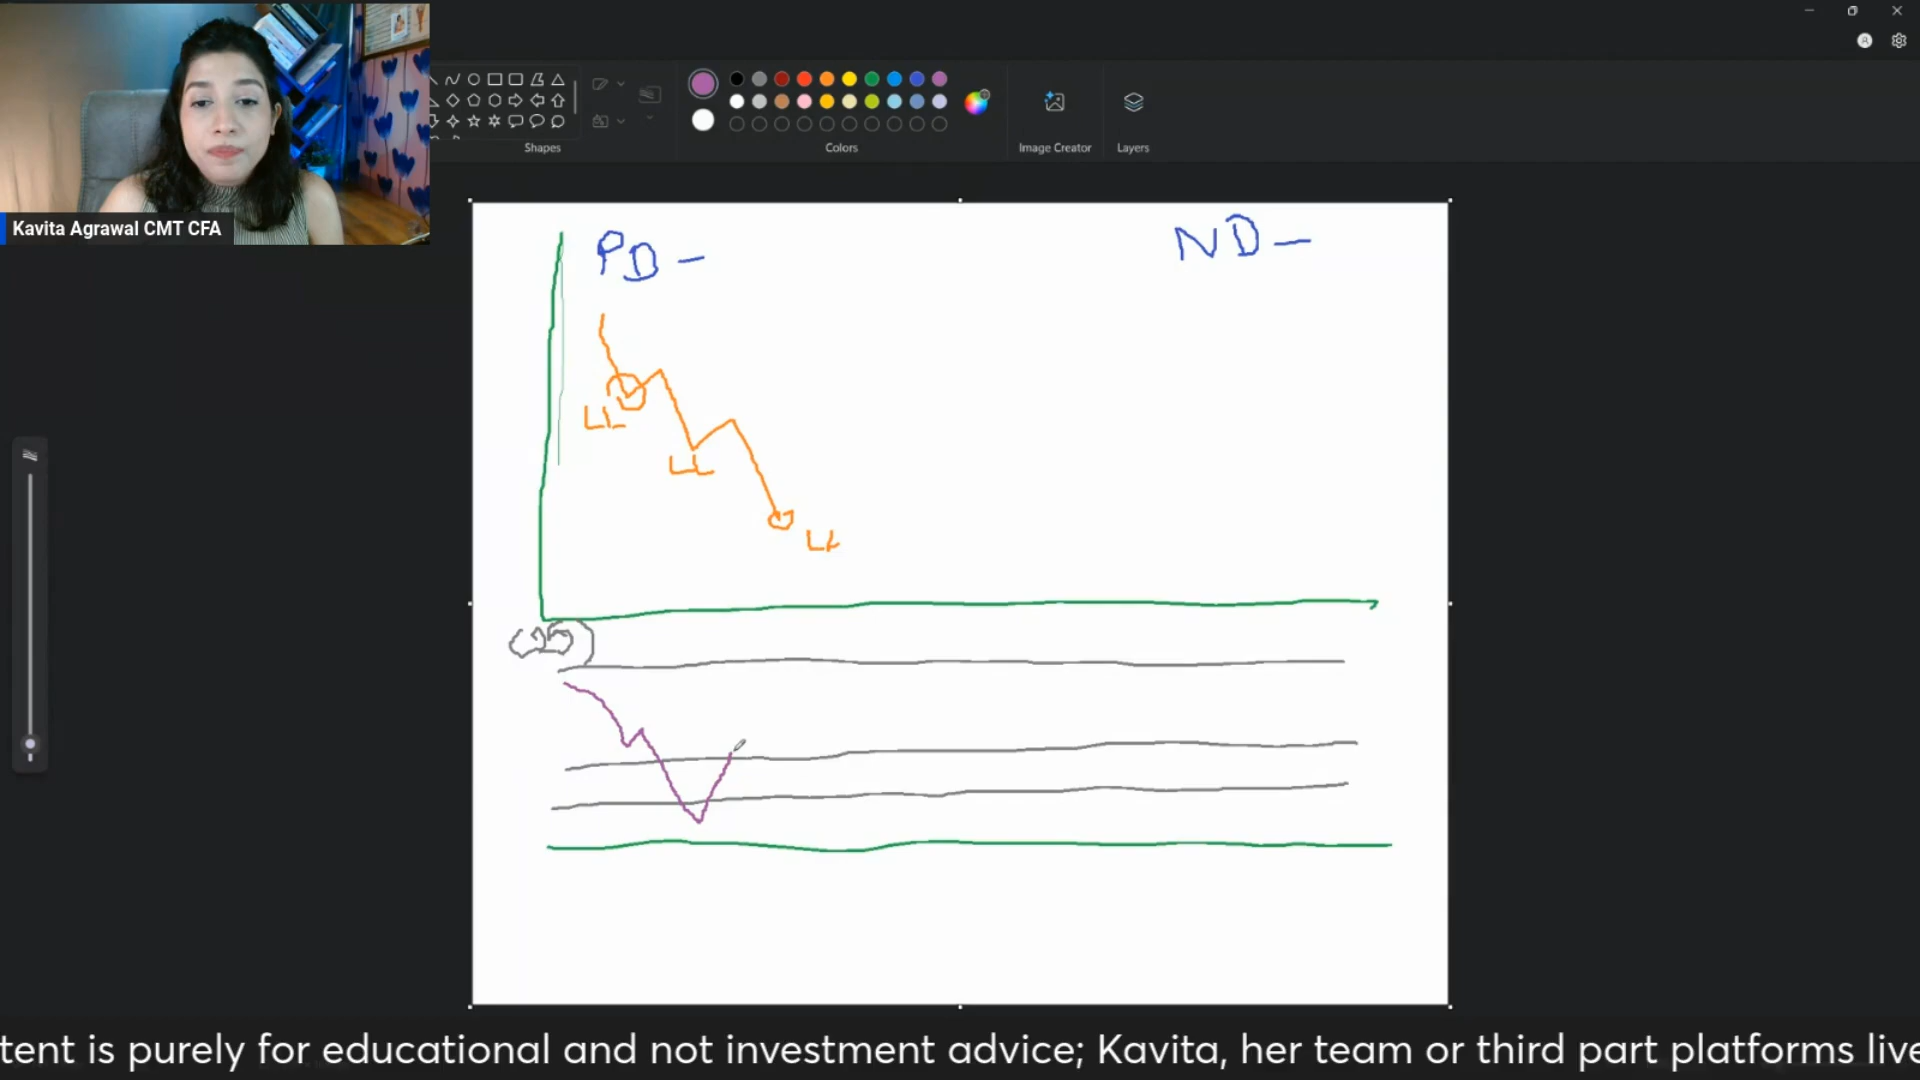 Kavita Agrawal CMT CFA
Shapes
Colors
Image Creator
Layers
PD -
ND -
LL
LL
LL
tent is purely for educational and not investment advice; Kavita, her team or third part platforms live